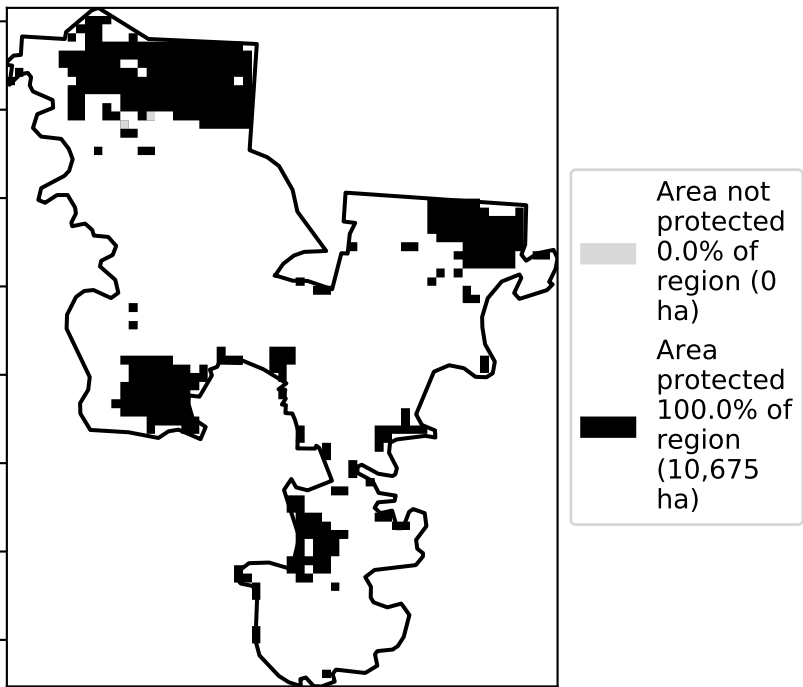 Area not
protected
0.0% of
region (0
ha)
Area
protected
100.0% of
region
(10,675
ha)